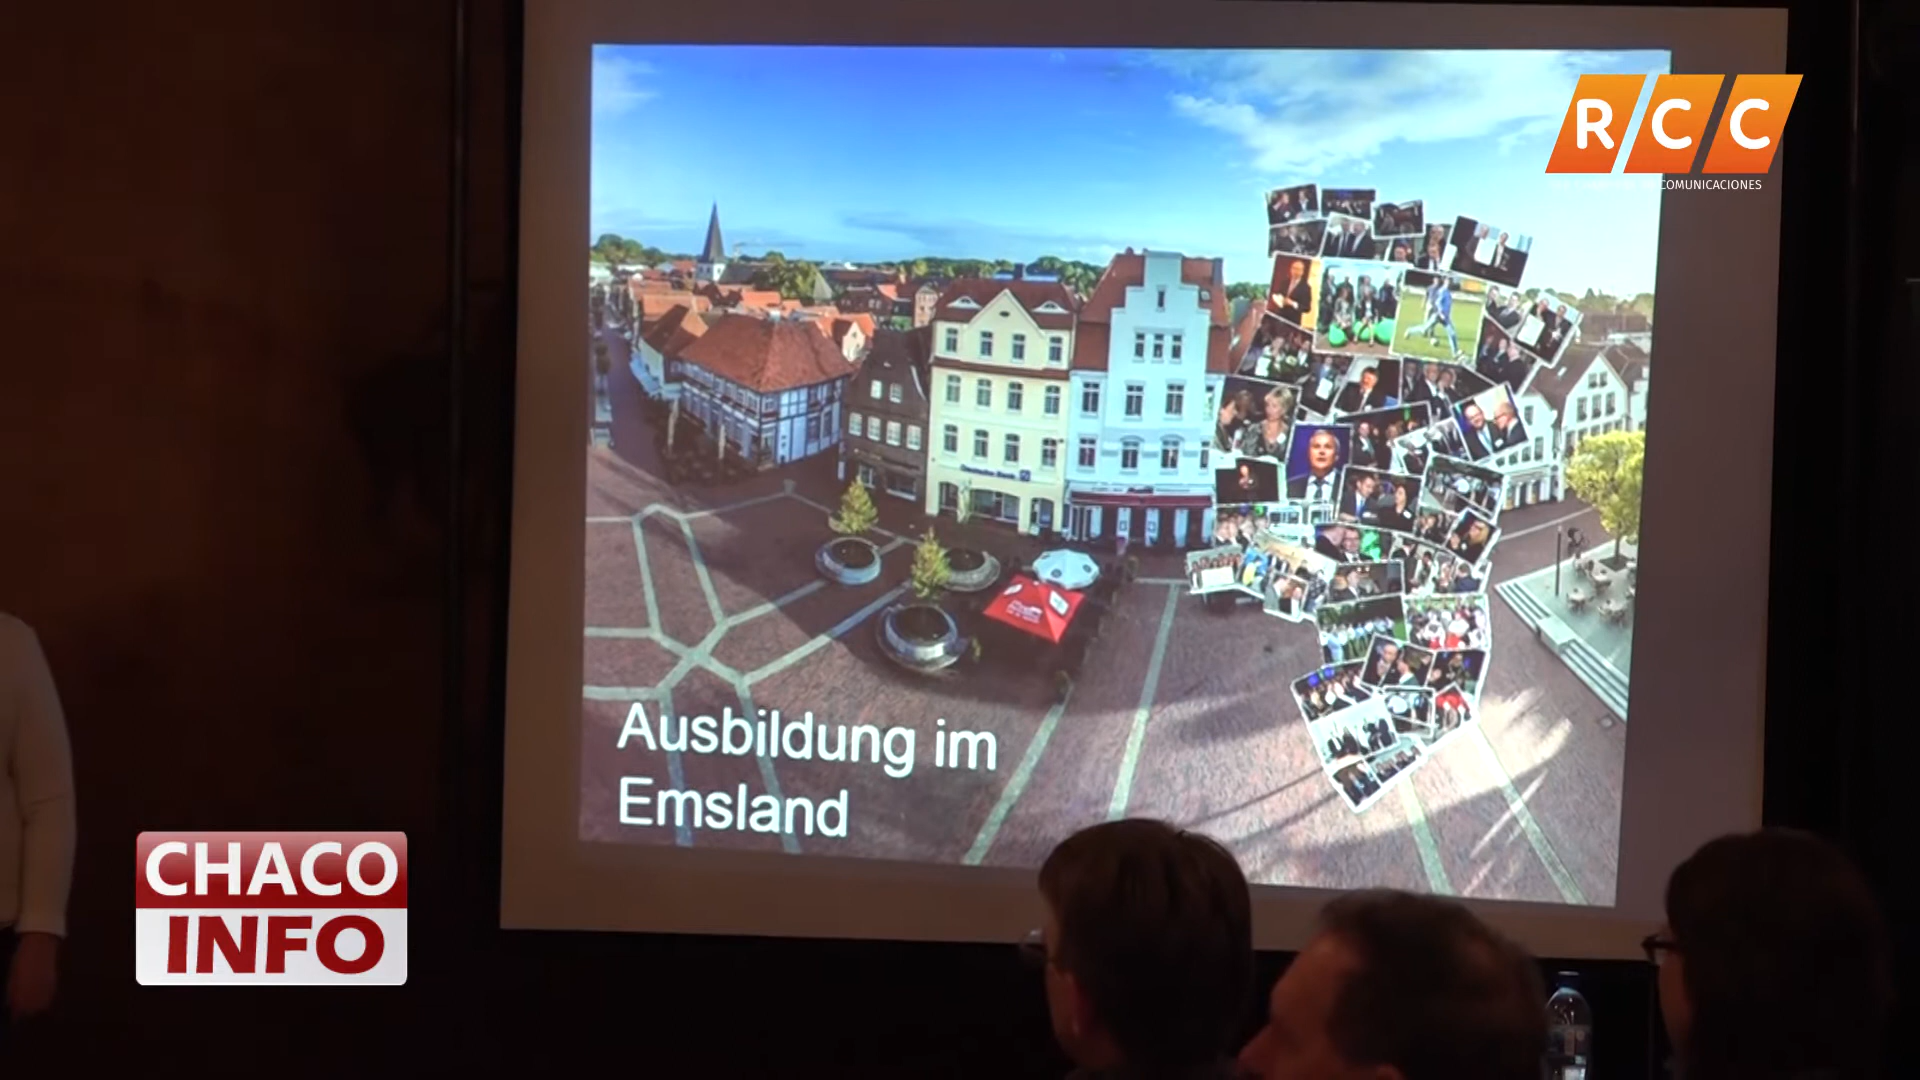 RCC
COMUNICACIONES
Ausbildung im
Emsland
CHACO
INFO